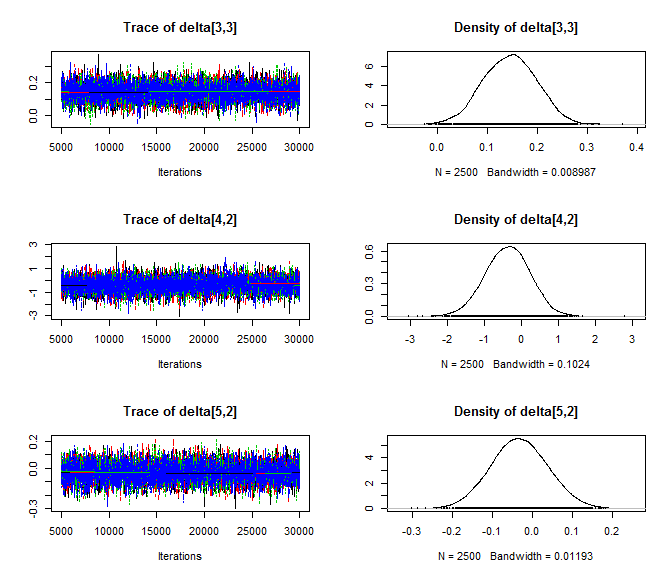 Trace of delta[3,3]
0.2
0.0
5000 10000 15000 20000 25000 30000
Iterations
Density of delta[3,3]
6
4
2
0
0.0 0.1 0.2 0.3 0.4
N = 2500 Bandwidth = 0.008987
Trace of delta[4,2]
3
1
-1
-3
5000 10000 15000 20000 25000 30000
Iterations
Density of delta[4,2]
0.6
0.3
0.0
-3 -2 -1 0 1 2 3
N = 2500 Bandwidth = 0.1024
Trace of delta[5,2]
0.2
0.0
-0.3
5000 10000 15000 20000 25000 30000
Iterations
Density of delta[5,2]
4
2
0
-0.3 -0.2 -0.1 0.0 0.1 0.2
N = 2500 Bandwidth = 0.01193